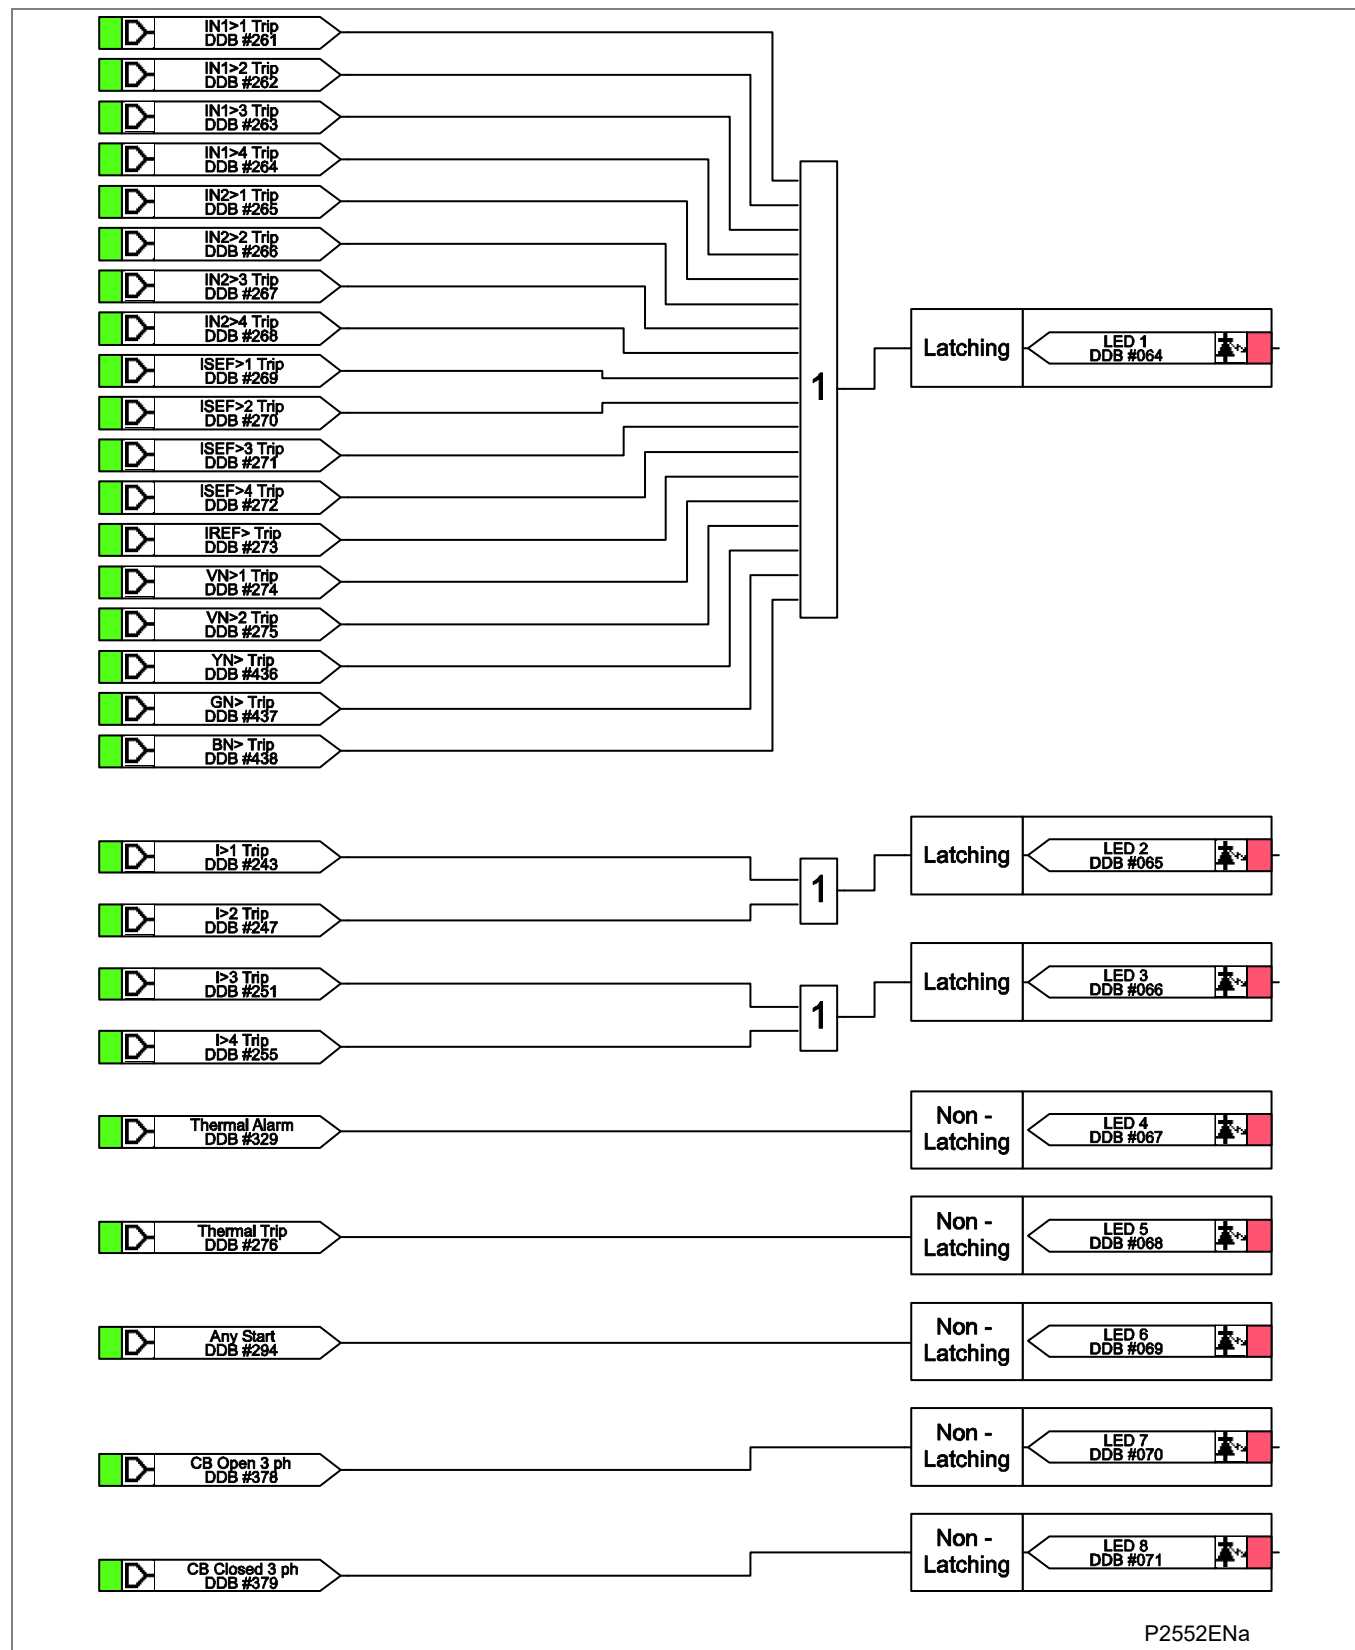 IN1>1 Trip
DDB #261
IN1>2 Trip
DDB #262
IN1>3 Trip
DDB #263
IN1>4 Trip
DDB #264
IN2>1 Trip
DDB #265
IN2>2 Trip
DDB #266
IN2>3 Trip
DDB #267
IN2>4 Trip
DDB #268
ISEF>1 Trip
DDB #269
ISEF>2 Trip
DDB #270
ISEF>3 Trip
DDB #271
ISEF>4 Trip
DDB #272
IREF> Trip
DDB #273
VN>1 Trip
DDB #274
VN>2 Trip
DDB #275
YN> Trip
DDB #436
GN> Trip
DDB #437
BN> Trip
DDB #438
1
Latching
LED 1
DDB #064
I>1 Trip
DDB #243
I>2 Trip
DDB #247
1
Latching
LED 2
DDB #065
I>3 Trip
DDB #251
I>4 Trip
DDB #255
1
Latching
LED 3
DDB #066
Thermal Alarm
DDB #329
Non -
Latching
LED 4
DDB #067
Thermal Trip
DDB #276
Non -
Latching
LED 5
DDB #068
Any Start
DDB #294
Non -
Latching
LED 6
DDB #069
CB Open 3 ph
DDB #378
Non -
Latching
LED 7
DDB #070
CB Closed 3 ph
DDB #379
Non -
Latching
LED 8
DDB #071
P2552ENa